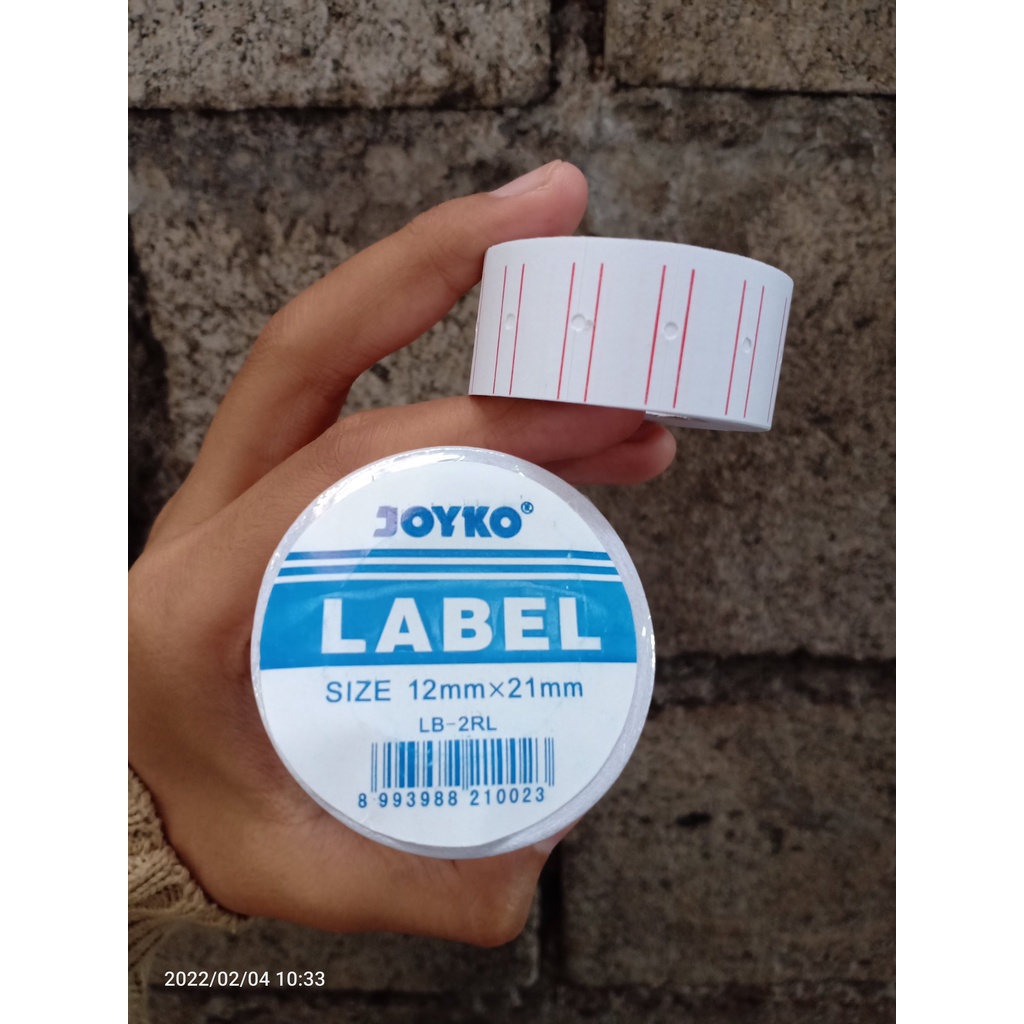 JOYKO®
LABEL
SIZE 12mm×21mm
LB-2RL
8 993988 210023
2022/02/04 10:33